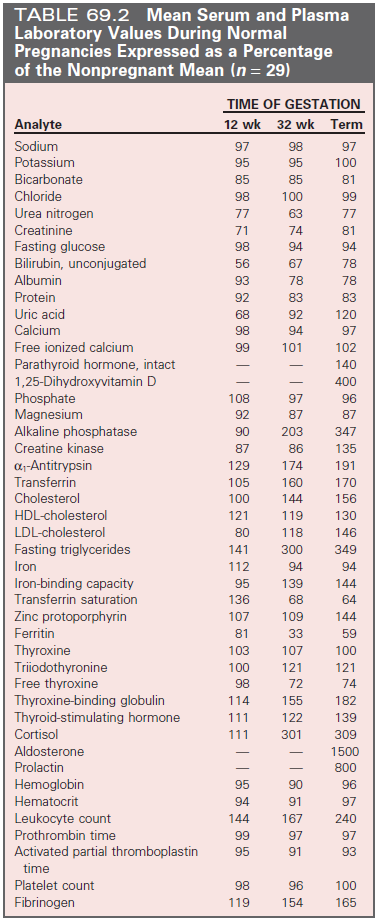 TABLE 69.2 Mean Serum and Plasma
Laboratory Values During Normal
Pregnancies Expressed as a Percentage
of the Nonpregnant Mean (n = 29)
TIME OF GESTATION
Analyte 12 wk 32 wk Term
Sodium 97 98 97
Potassium 95 95 100
Bicarbonate 85 85 81
Chloride 98 100 99
Urea nitrogen 77 63 77
Creatinine 71 74 81
Fasting glucose 98 94 94
Bilirubin, unconjugated 56 67 78
Albumin 93 78 78
Protein 92 83 83
Uric acid 68 92 120
Calcium 98 94 97
Free ionized calcium 99 101 102
Parathyroid hormone, intact — — 140
1,25-Dihydroxyvitamin D — — 400
Phosphate 108 97 96
Magnesium 92 87 87
Alkaline phosphatase 90 203 347
Creatine kinase 87 86 135
α₁-Antitrypsin 129 174 191
Transferrin 105 160 170
Cholesterol 100 144 156
HDL-cholesterol 121 119 130
LDL-cholesterol 80 118 146
Fasting triglycerides 141 300 349
Iron 112 94 94
Iron-binding capacity 95 139 144
Transferrin saturation 136 68 64
Zinc protoporphyrin 107 109 144
Ferritin 81 33 59
Thyroxine 103 107 100
Triiodothyronine 100 121 121
Free thyroxine 98 72 74
Thyroxine-binding globulin 114 155 182
Thyroid-stimulating hormone 111 122 139
Cortisol 111 301 309
Aldosterone — — 1500
Prolactin — — 800
Hemoglobin 95 90 96
Hematocrit 94 91 97
Leukocyte count 144 167 240
Prothrombin time 99 97 97
Activated partial thromboplastin 95 91 93
time
Platelet count 98 96 100
Fibrinogen 119 154 165